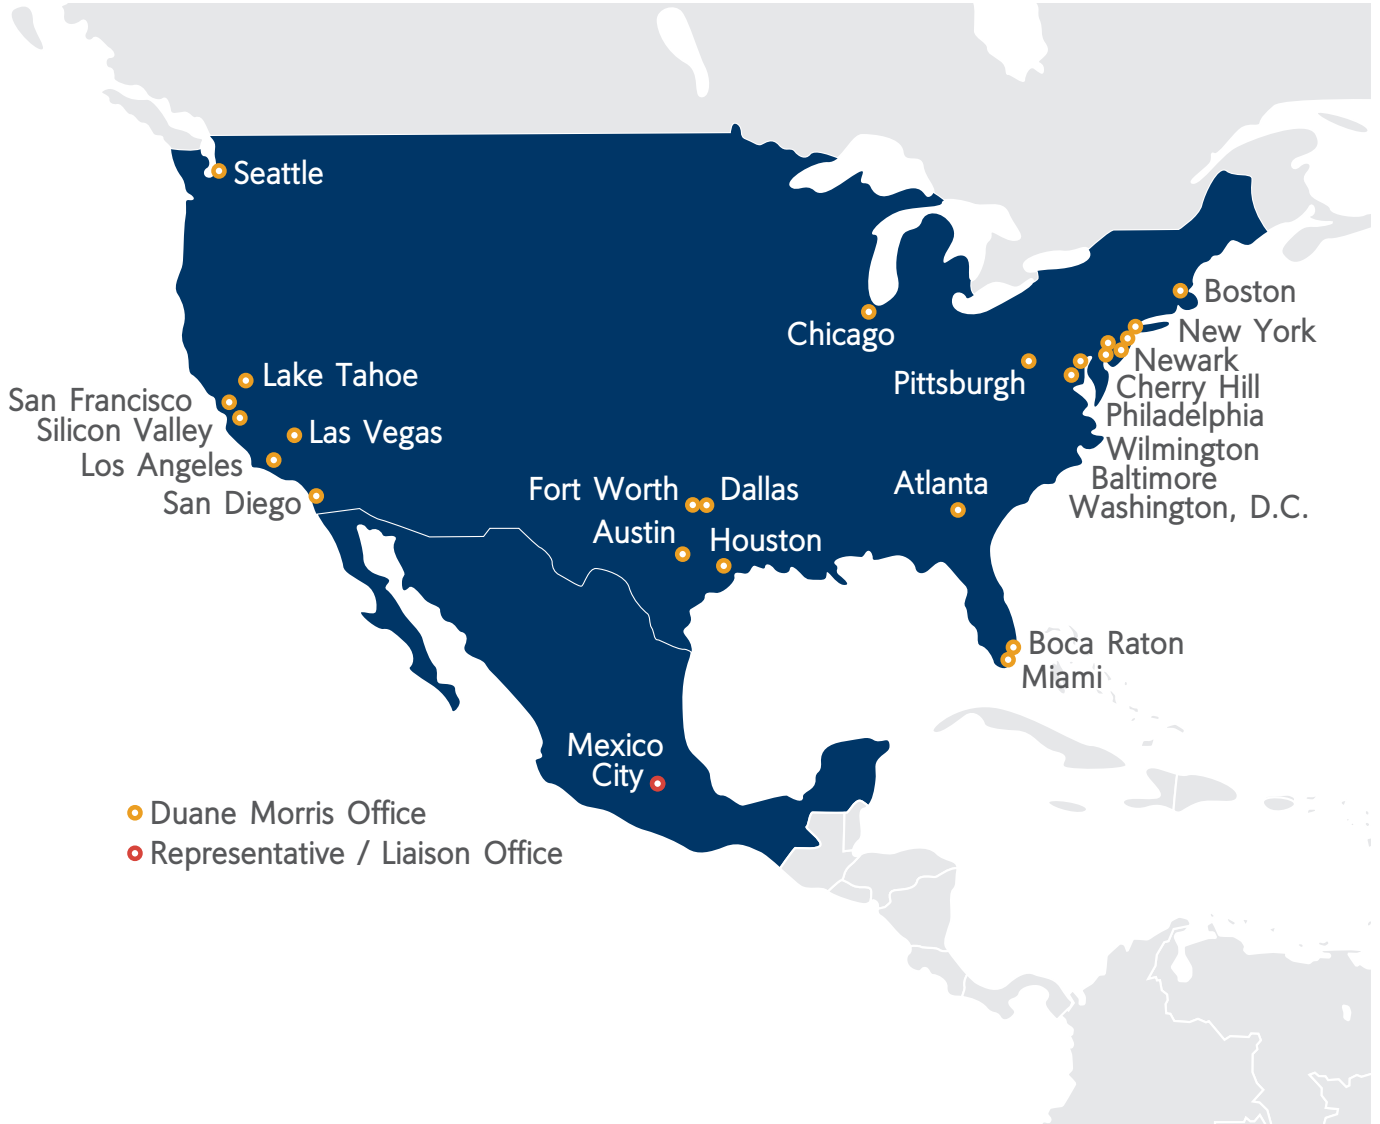 Seattle
Boston
Chicago
New York
Newark
Pittsburgh
Cherry Hill
Philadelphia
Wilmington
Baltimore
Washington, D.C.
Lake Tahoe
San Francisco
Silicon Valley
Las Vegas
Los Angeles
San Diego
Fort Worth
Dallas
Austin
Houston
Atlanta
Boca Raton
Miami
Mexico
City
Duane Morris Office
Representative / Liaison Office